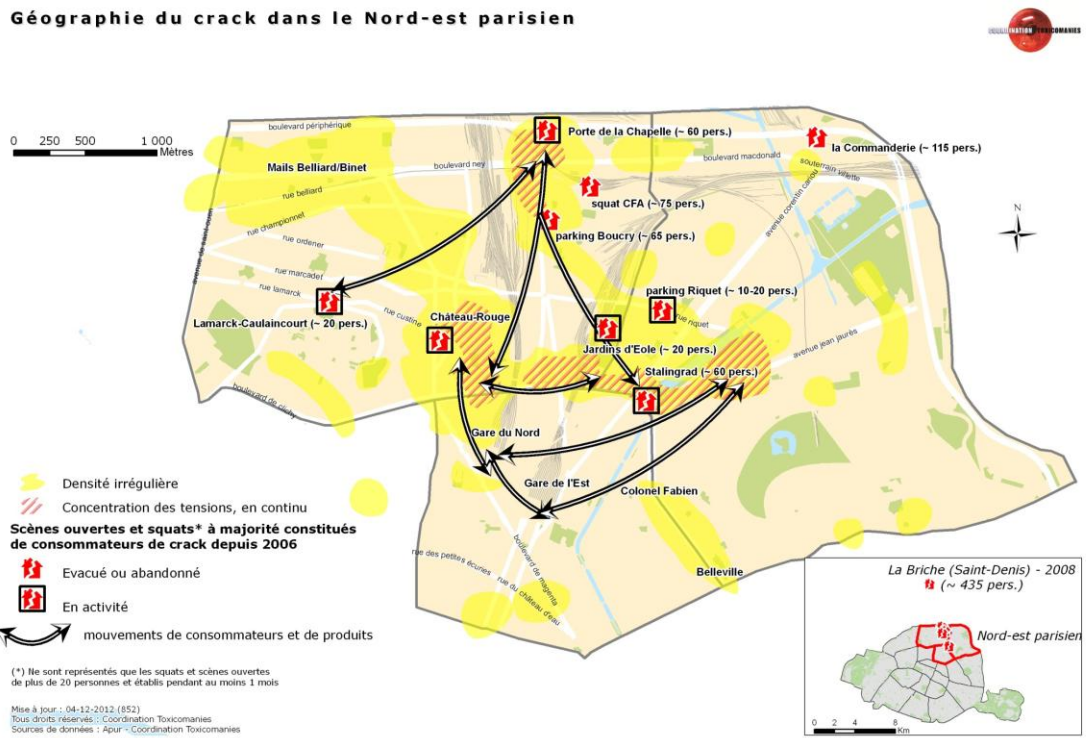 Géographie du crack dans le Nord-est parisien
COORDINATION TOXICOMANIES
0 250 500 1 000
Mètres
boulevard périphérique
Porte de la Chapelle (~ 60 pers.)
la Commanderie (~ 115 pers.)
Mails Belliard/Binet
boulevard ney
boulevard macdonald
souterrain villette
rue belliard
squat CFA (~ 75 pers.)
avenue corentin cariou
avenue de saint-ouen
rue championnet
parking Boucry (~ 65 pers.)
N
rue ordener
rue marcadet
rue lamarck
parking Riquet (~ 10-20 pers.)
Lamarck-Caulaincourt (~ 20 pers.)
rue custine
Château-Rouge
rue riquet
Jardins d'Eole (~ 20 pers.)
avenue jean jaurès
Stalingrad (~ 60 pers.)
boulevard de clichy
Gare du Nord
Gare de l'Est
Colonel Fabien
boulevard de magenta
rue des petites écuries
rue du château d'eau
Belleville
Densité irrégulière
Concentration des tensions, en continu
Scènes ouvertes et squats* à majorité constitués
de consommateurs de crack depuis 2006
Evacué ou abandonné
En activité
mouvements de consommateurs et de produits
(*) Ne sont représentés que les squats et scènes ouvertes
de plus de 20 personnes et établis pendant au moins 1 mois
Mise à jour : 04-12-2012 (852)
Tous droits réservés : Coordination Toxicomanies
Sources de données : Apur - Coordination Toxicomanies
La Briche (Saint-Denis) - 2008
(~ 435 pers.)
Nord-est parisien
0 2 4 8
Km